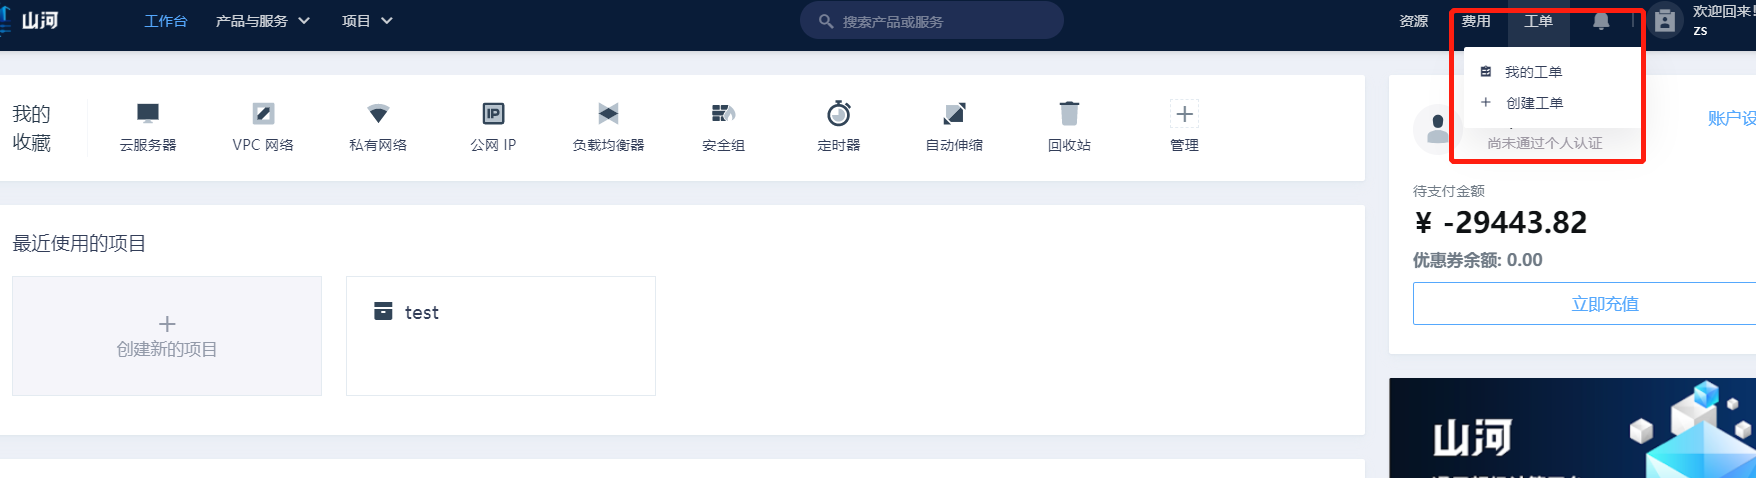 山河
工作台
产品与服务
项目
搜索产品或服务
资源
费用
工单
欢迎回来!
zs
我的工单
创建工单
我的
收藏
云服务器
VPC 网络
私有网络
IP
公网 IP
负载均衡器
安全组
定时器
自动伸缩
回收站
管理
账户设
尚未通过个人认证
待支付金额
¥ -29443.82
优惠券余额: 0.00
立即充值
最近使用的项目
创建新的项目
test
山河